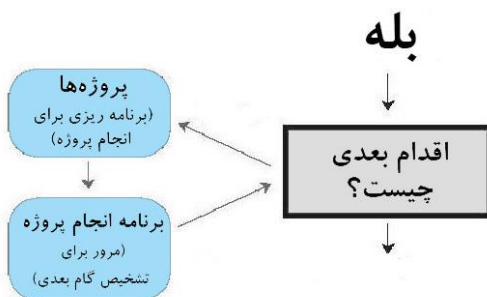 بله
اقدام بعدی
چیست؟
پروژه‌ها
(برنامه ریزی برای
انجام پروژه)
برنامه انجام پروژه
(مرور برای
تشخیص گام بعدی)